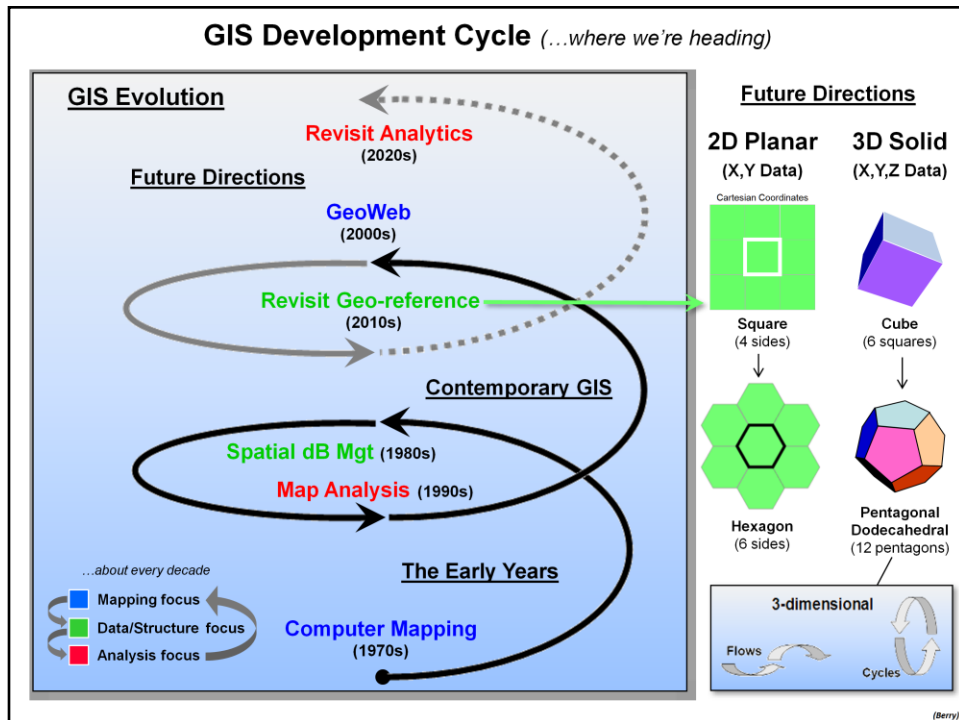 GIS Development Cycle (…where we're heading)
GIS Evolution
Revisit Analytics
(2020s)
Future Directions
GeoWeb
(2000s)
Revisit Geo-reference
(2010s)
Contemporary GIS
Spatial dB Mgt (1980s)
Map Analysis (1990s)
The Early Years
…about every decade
Mapping focus
Data/Structure focus
Analysis focus
Computer Mapping
(1970s)
Future Directions
2D Planar
(X,Y Data)
Cartesian Coordinates
Square
(4 sides)
Hexagon
(6 sides)
3D Solid
(X,Y,Z Data)
Cube
(6 squares)
Pentagonal
Dodecahedral
(12 pentagons)
3-dimensional
Flows
Cycles
(Berry)